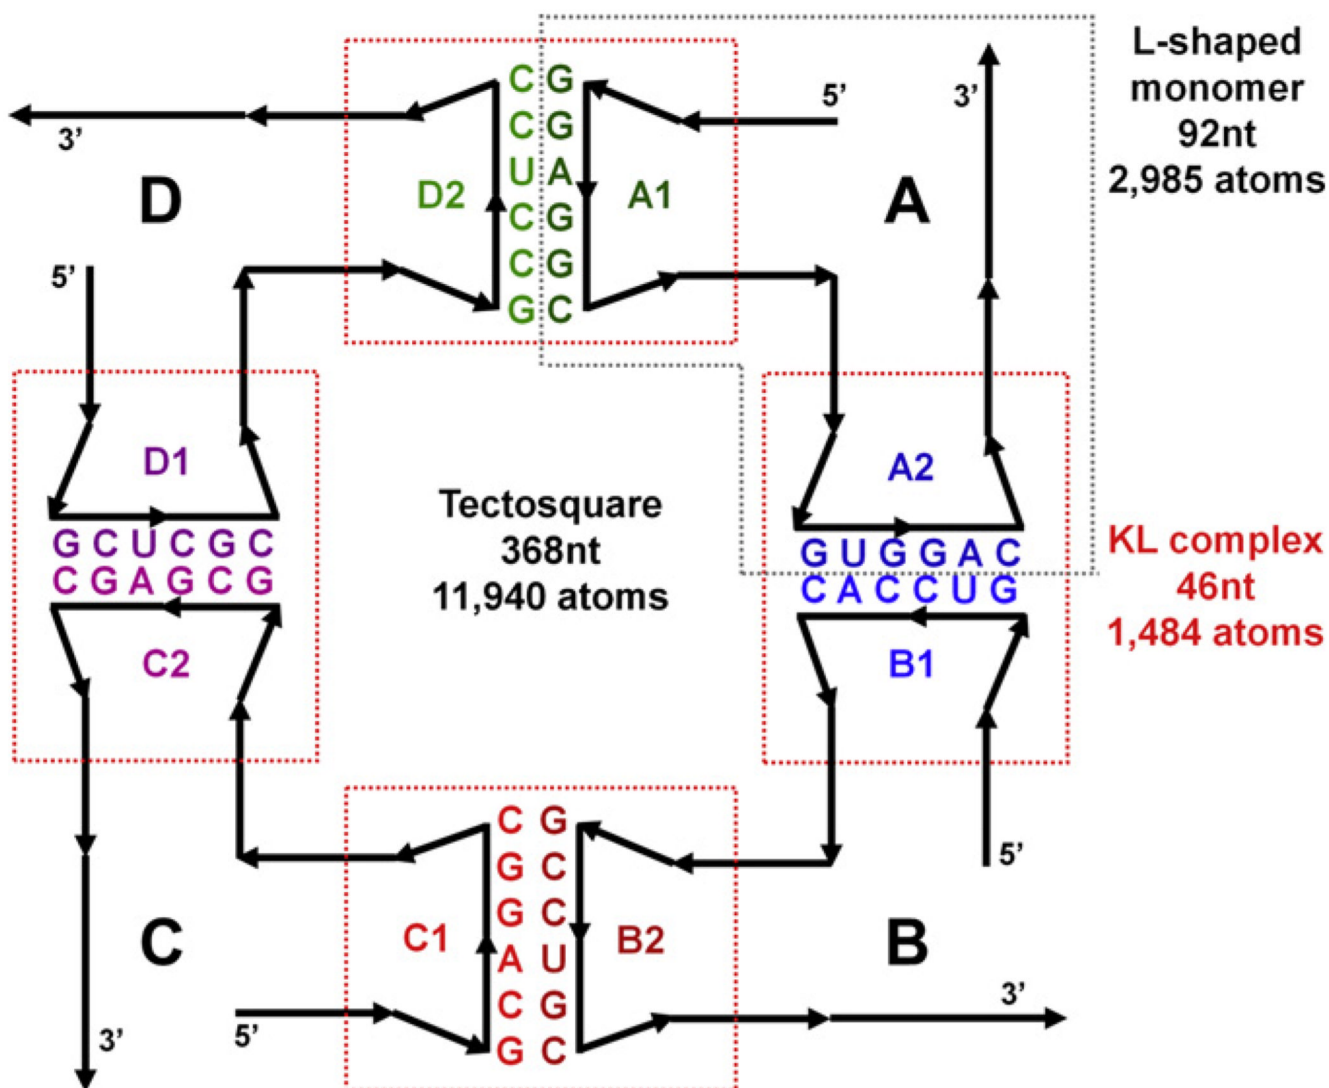 L-shaped
monomer
92nt
2,985 atoms
5’
3’
3’
D
A
D2
A1
C G
C G
U A
C G
C G
G C
5’
D1
A2
G C U C G C
C G A G C G
G U G G A C
C A C C U G
Tectosquare
368nt
11,940 atoms
KL complex
46nt
1,484 atoms
C2
B1
C G
G C
G C
A U
C G
G C
5’
C1
B2
C
B
3’
5’
3’